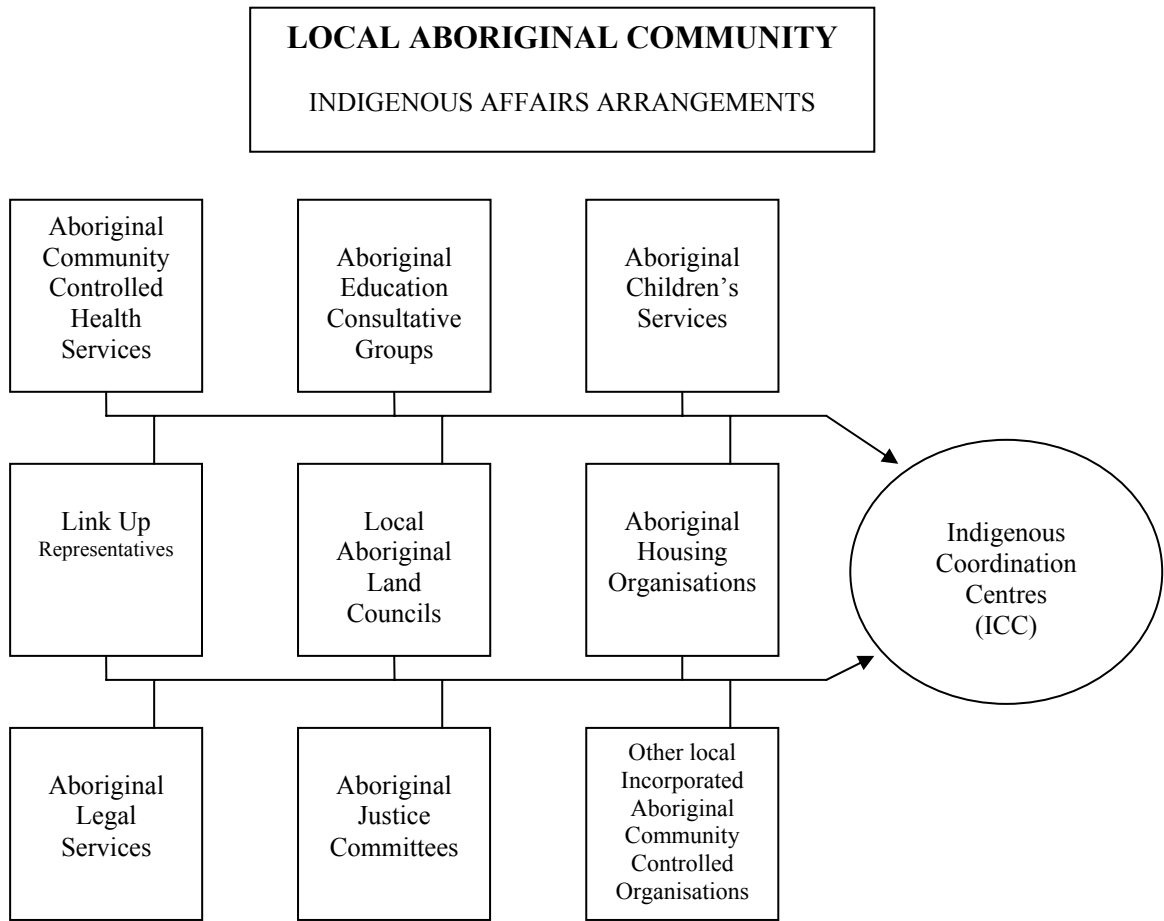 LOCAL ABORIGINAL COMMUNITY
INDIGENOUS AFFAIRS ARRANGEMENTS
Aboriginal
Community
Controlled
Health
Services
Aboriginal
Education
Consultative
Groups
Aboriginal
Children’s
Services
Link Up
Representatives
Local
Aboriginal
Land
Councils
Aboriginal
Housing
Organisations
Indigenous
Coordination
Centres
(ICC)
Aboriginal
Legal
Services
Aboriginal
Justice
Committees
Other local
Incorporated
Aboriginal
Community
Controlled
Organisations